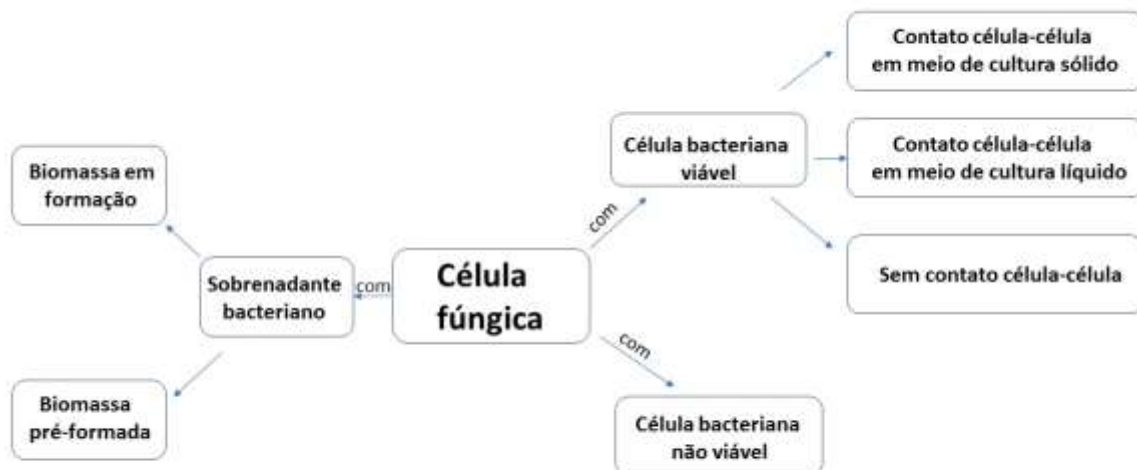 Contato célula-célula
em meio de cultura sólido
Célula bacteriana
viável
Contato célula-célula
em meio de cultura líquido
Biomassa em
formação
com
Sem contato célula-célula
Célula
fúngica
Sobrenadante
bacteriano
com
com
Biomassa
pré-formada
Célula bacteriana
não viável